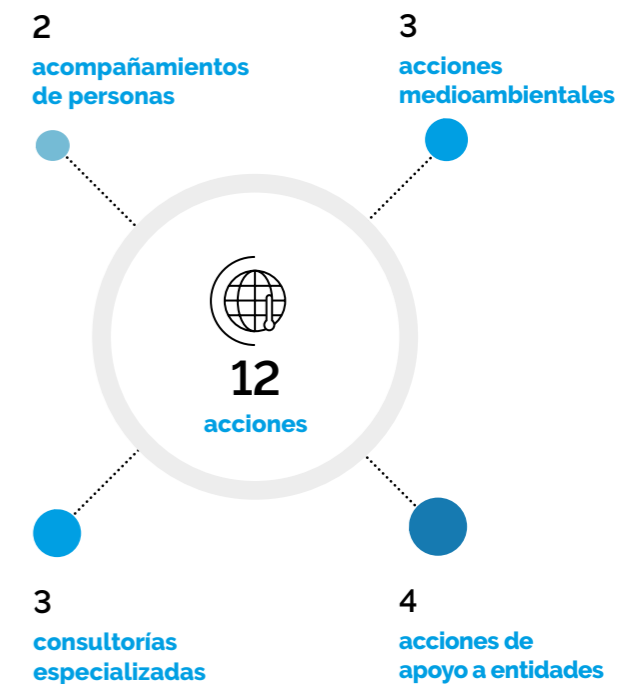 2
acompañamientos
de personas
3
acciones
medioambientales
12
acciones
3
consultorías
especializadas
4
acciones de
apoyo a entidades